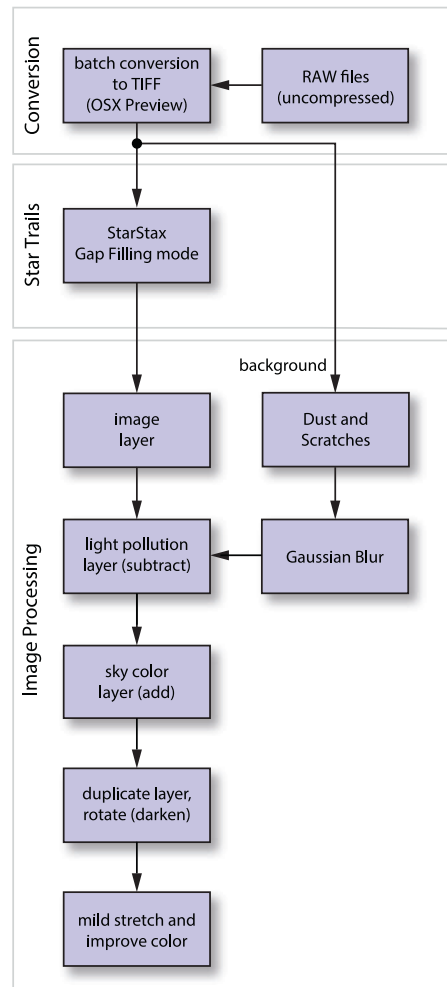 Conversion
batch conversion
to TIFF
(OSX Preview)
RAW files
(uncompressed)
Star Trails
StarStax
Gap Filling mode
Image Processing
background
image
layer
Dust and
Scratches
light pollution
layer (subtract)
Gaussian Blur
sky color
layer (add)
duplicate layer,
rotate (darken)
mild stretch and
improve color